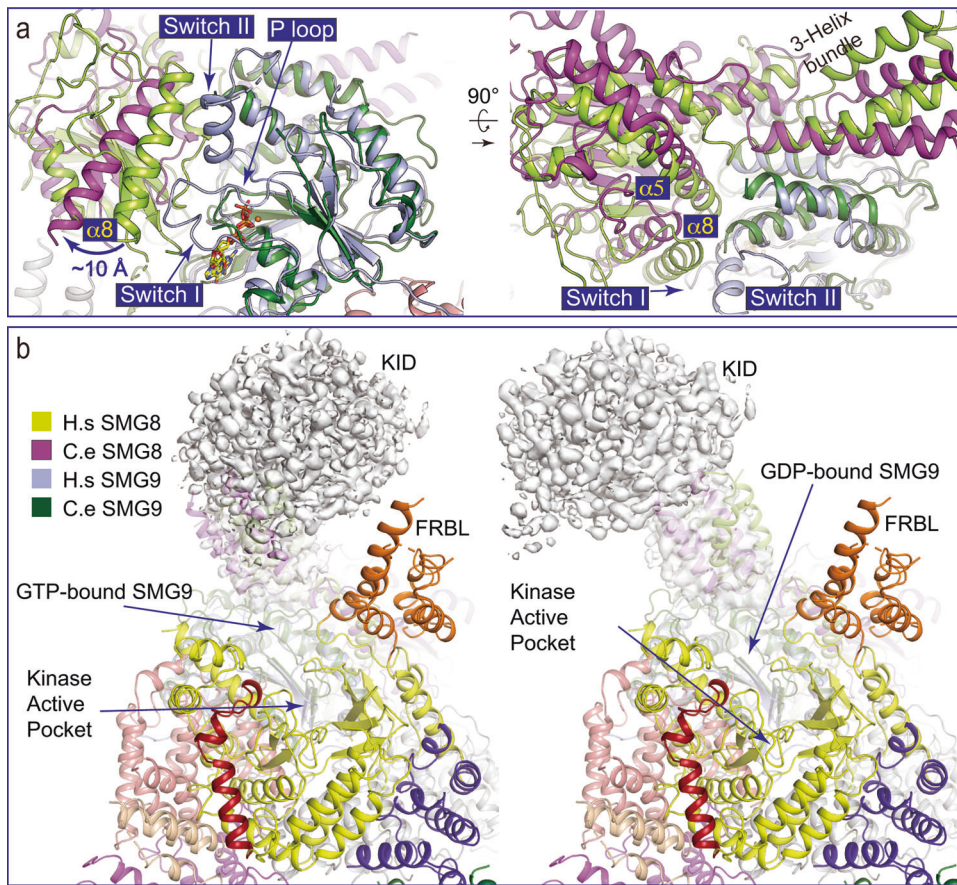 a
Switch II
P loop
α8
~10 Å
Switch I
90°
3-Helix
bundle
α5
α8
Switch I
Switch II
b
KID
H.s SMG8
C.e SMG8
H.s SMG9
C.e SMG9
FRBL
GTP-bound SMG9
Kinase
Active
Pocket
KID
GDP-bound SMG9
FRBL
Kinase
Active
Pocket